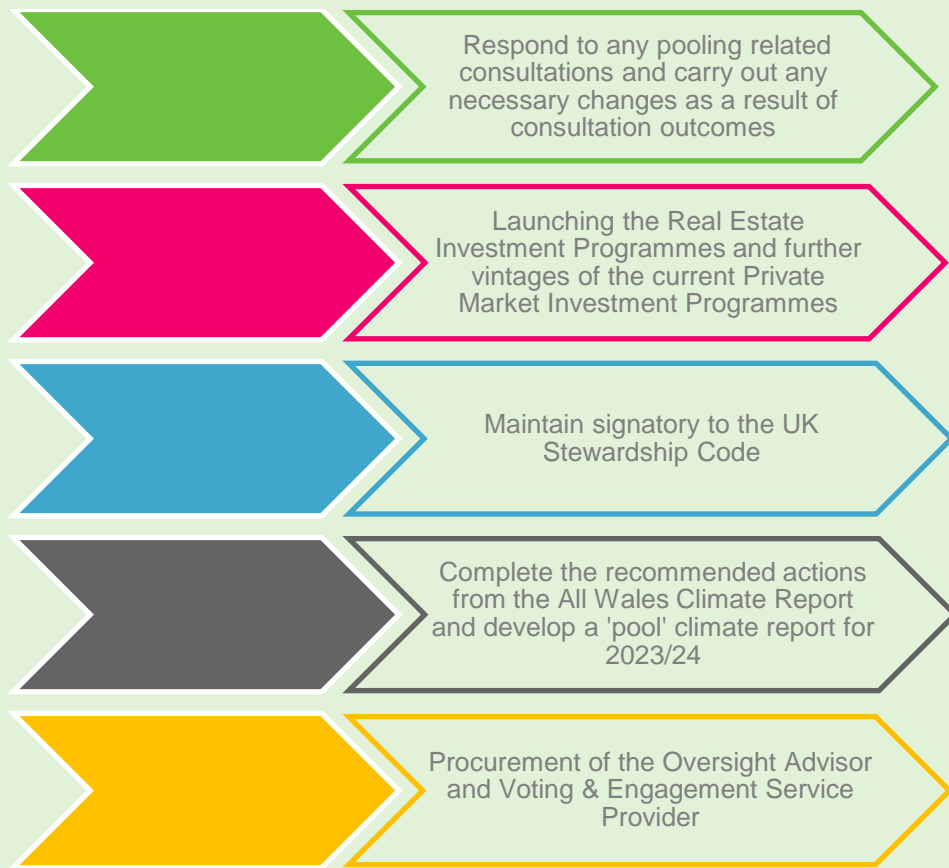 Respond to any pooling related
consultations and carry out any
necessary changes as a result of
consultation outcomes
Launching the Real Estate
Investment Programmes and further
vintages of the current Private
Market Investment Programmes
Maintain signatory to the UK
Stewardship Code
Complete the recommended actions
from the All Wales Climate Report
and develop a 'pool' climate report for
2023/24
Procurement of the Oversight Advisor
and Voting & Engagement Service
Provider